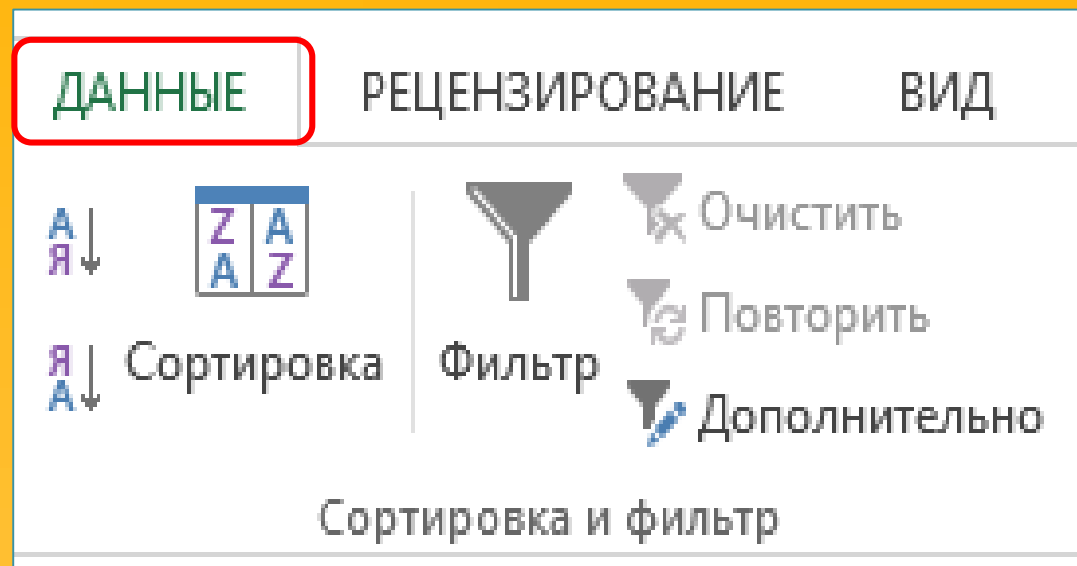 ДАННЫЕ РЕЦЕНЗИРОВАНИЕ ВИД
А
Я
Z A
A Z
Я
А
Сортировка
Фильтр
Очистить
Повторить
Дополнительно
Сортировка и фильтр